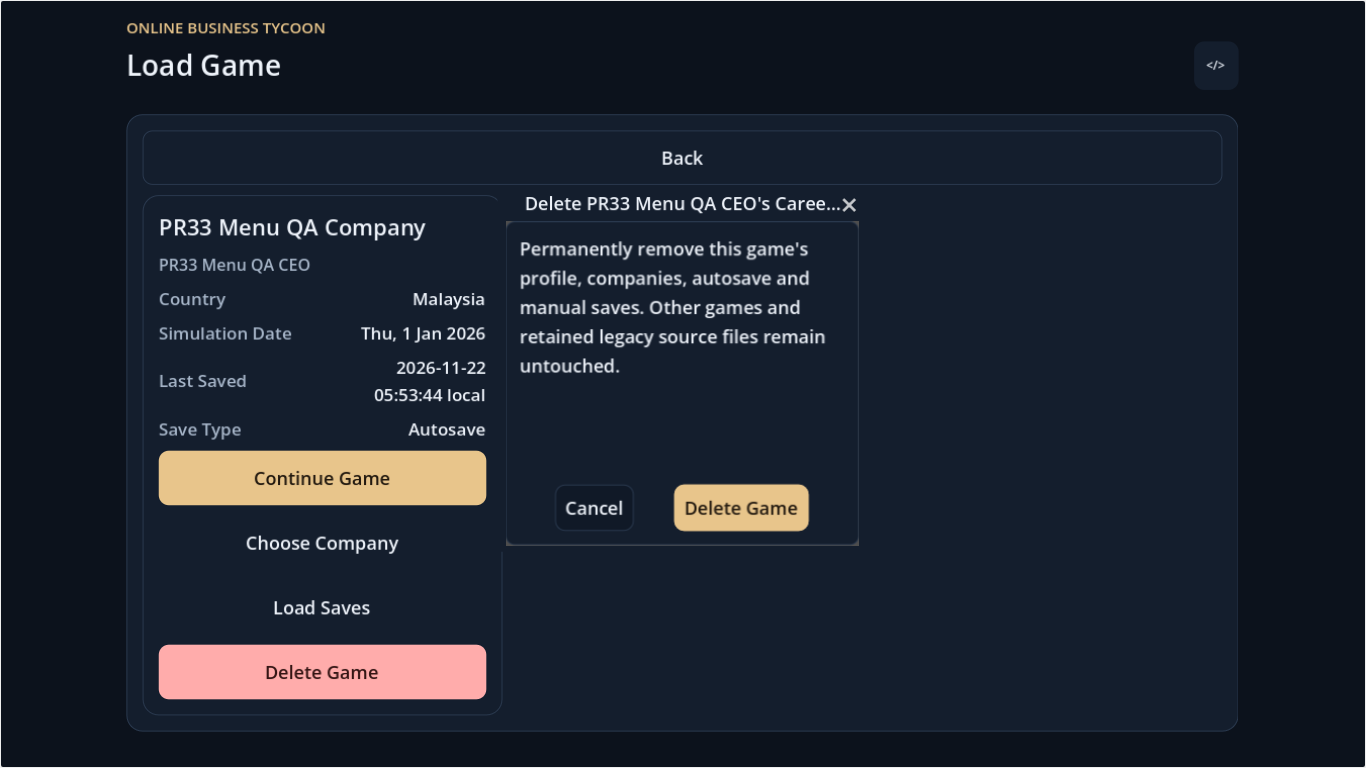 ONLINE BUSINESS TYCOON
Load Game
</>
Back
PR33 Menu QA Company
PR33 Menu QA CEO
Country Malaysia
Simulation Date Thu, 1 Jan 2026
Last Saved 2026-11-22
05:53:44 local
Save Type Autosave
Continue Game
Choose Company
Load Saves
Delete Game
Delete PR33 Menu QA CEO's Caree...
Permanently remove this game's
profile, companies, autosave and
manual saves. Other games and
retained legacy source files remain
untouched.
Cancel Delete Game